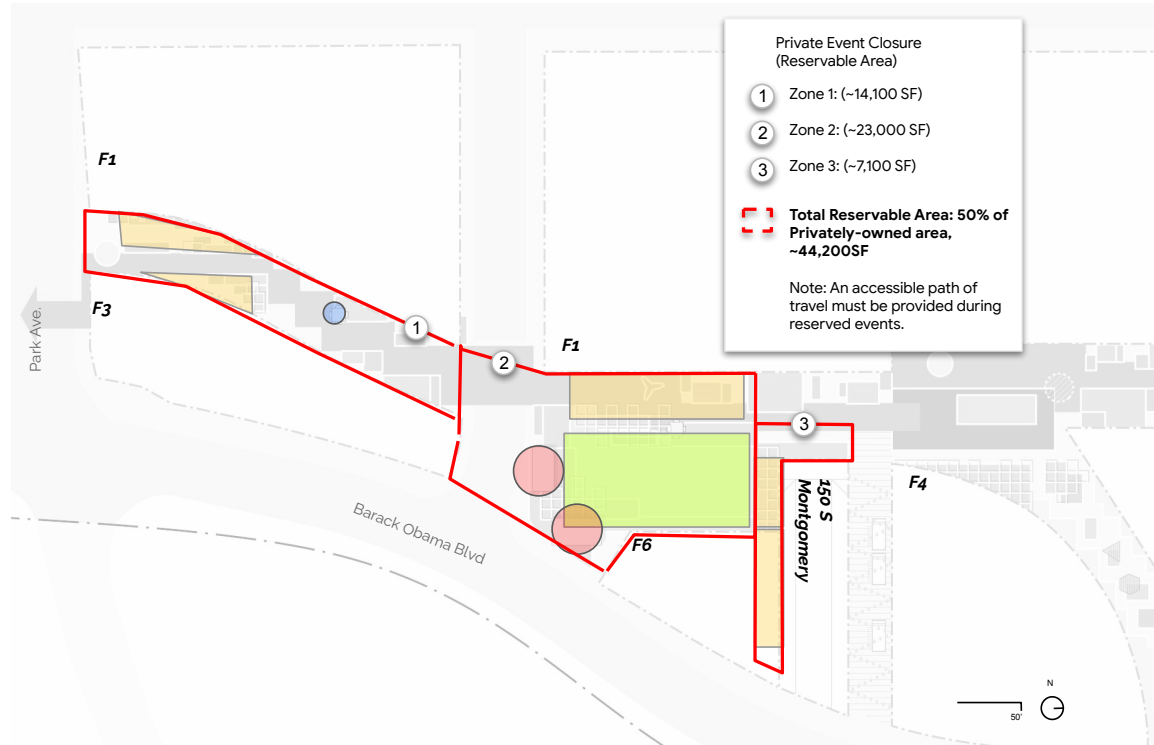 Private Event Closure
(Reservable Area)
1 Zone 1: (~14,100 SF)
2 Zone 2: (~23,000 SF)
3 Zone 3: (~7,100 SF)
Total Reservable Area: 50% of
Privately-owned area,
~44,200SF
Note: An accessible path of
travel must be provided during
reserved events.
F1
F3
Park Ave.
1
2
F1
3
150 S
Montgomery
F4
Barack Obama Blvd
F6
N
50'